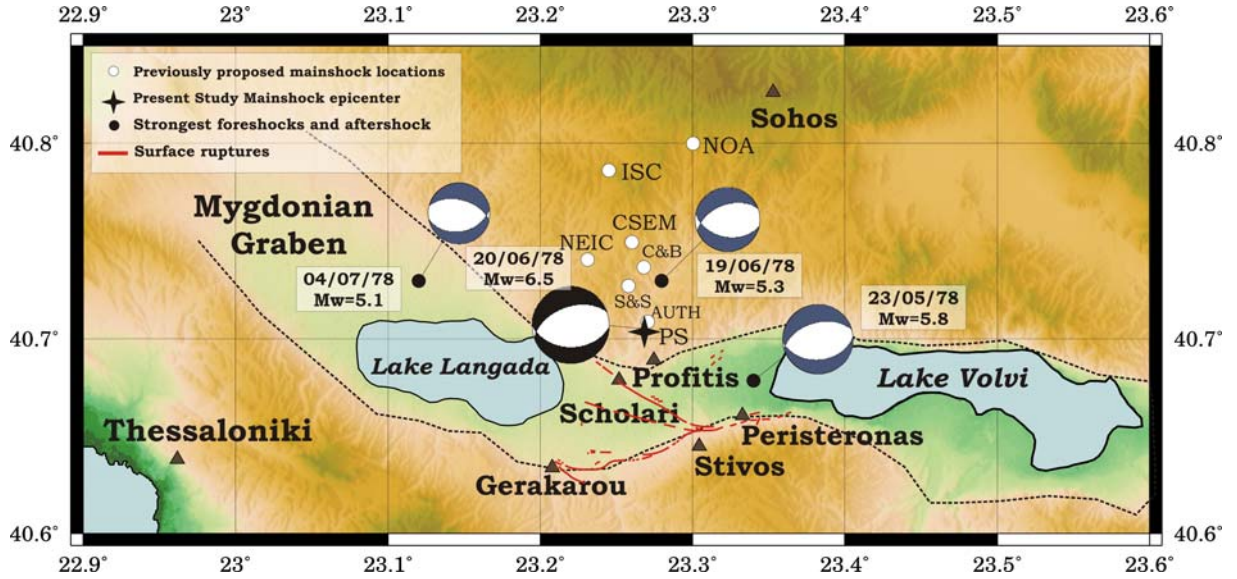 22.9° 23° 23.1° 23.2° 23.3° 23.4° 23.5° 23.6°
Previously proposed mainshock locations
Present Study Mainshock epicenter
Strongest foreshocks and aftershock
Surface ruptures
Sohos
40.8° 40.8°
NOA
ISC
Mygdonian
Graben
CSEM
NEIC
C&B
20/06/78
Mw=6.5
04/07/78
Mw=5.1
19/06/78
Mw=5.3
S&S
AUTH
PS
23/05/78
Mw=5.8
40.7° 40.7°
Lake Langada
Profitis
Lake Volvi
Scholari
Thessaloniki
Peristeronas
Stivos
Gerakarou
40.6° 40.6°
22.9° 23° 23.1° 23.2° 23.3° 23.4° 23.5° 23.6°